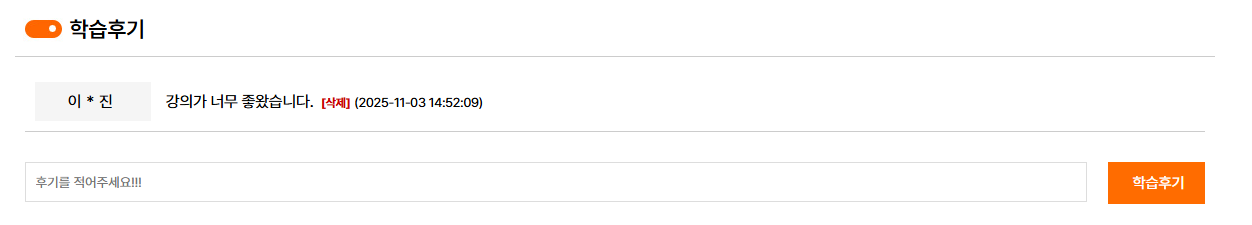 학습후기
이 * 진 강의가 너무 좋왔습니다. [삭제] (2025-11-03 14:52:09)
후기를 적어주세요!!! 학습후기